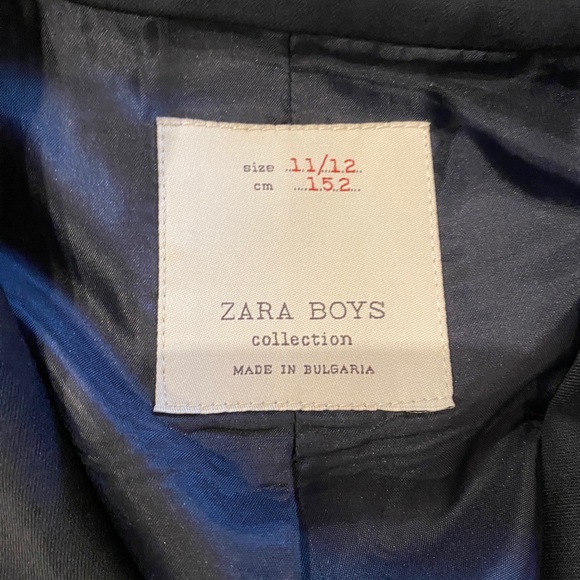 size ..11/12..
cm ....152...
ZARA BOYS
collection
MADE IN BULGARIA